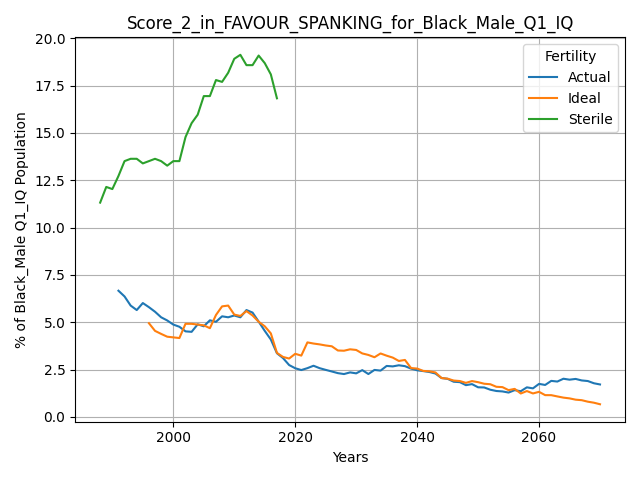 Score_2_in_FAVOUR_SPANKING_for_Black_Male_Q1_IQ
20.0
17.5
15.0
12.5
10.0
7.5
5.0
2.5
0.0
% of Black_Male Q1_IQ Population
Fertility
Actual
Ideal
Sterile
2000
2020
2040
2060
Years